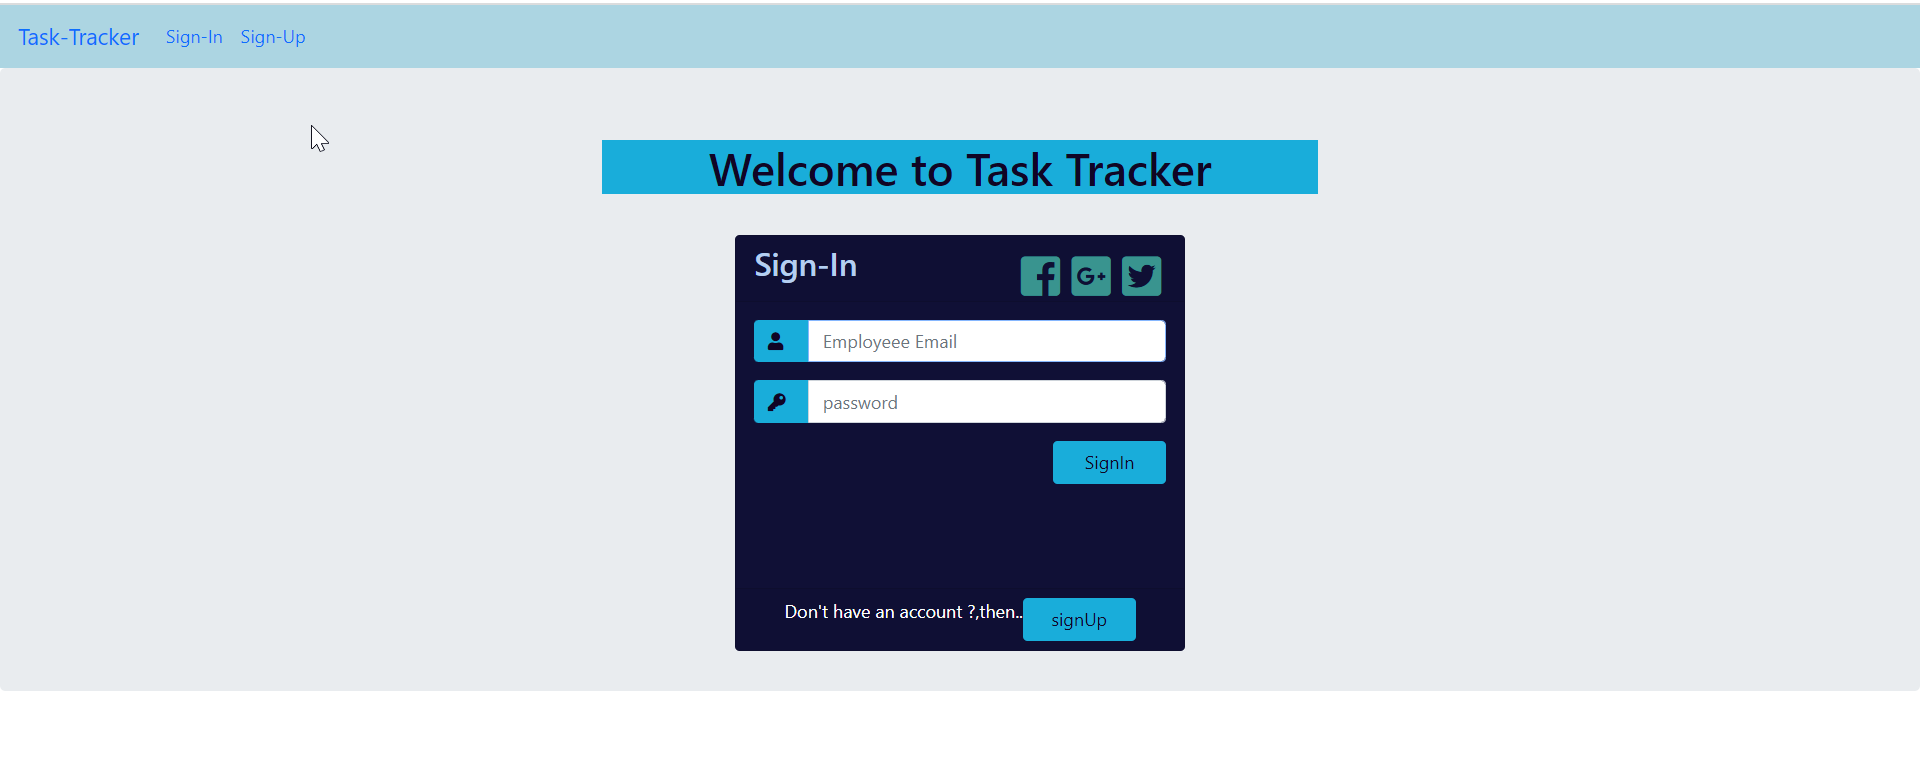 Task-Tracker Sign-In Sign-Up
Welcome to Task Tracker
Sign-In
Employeee Email
password
SignIn
Don't have an account ?,then.. signUp